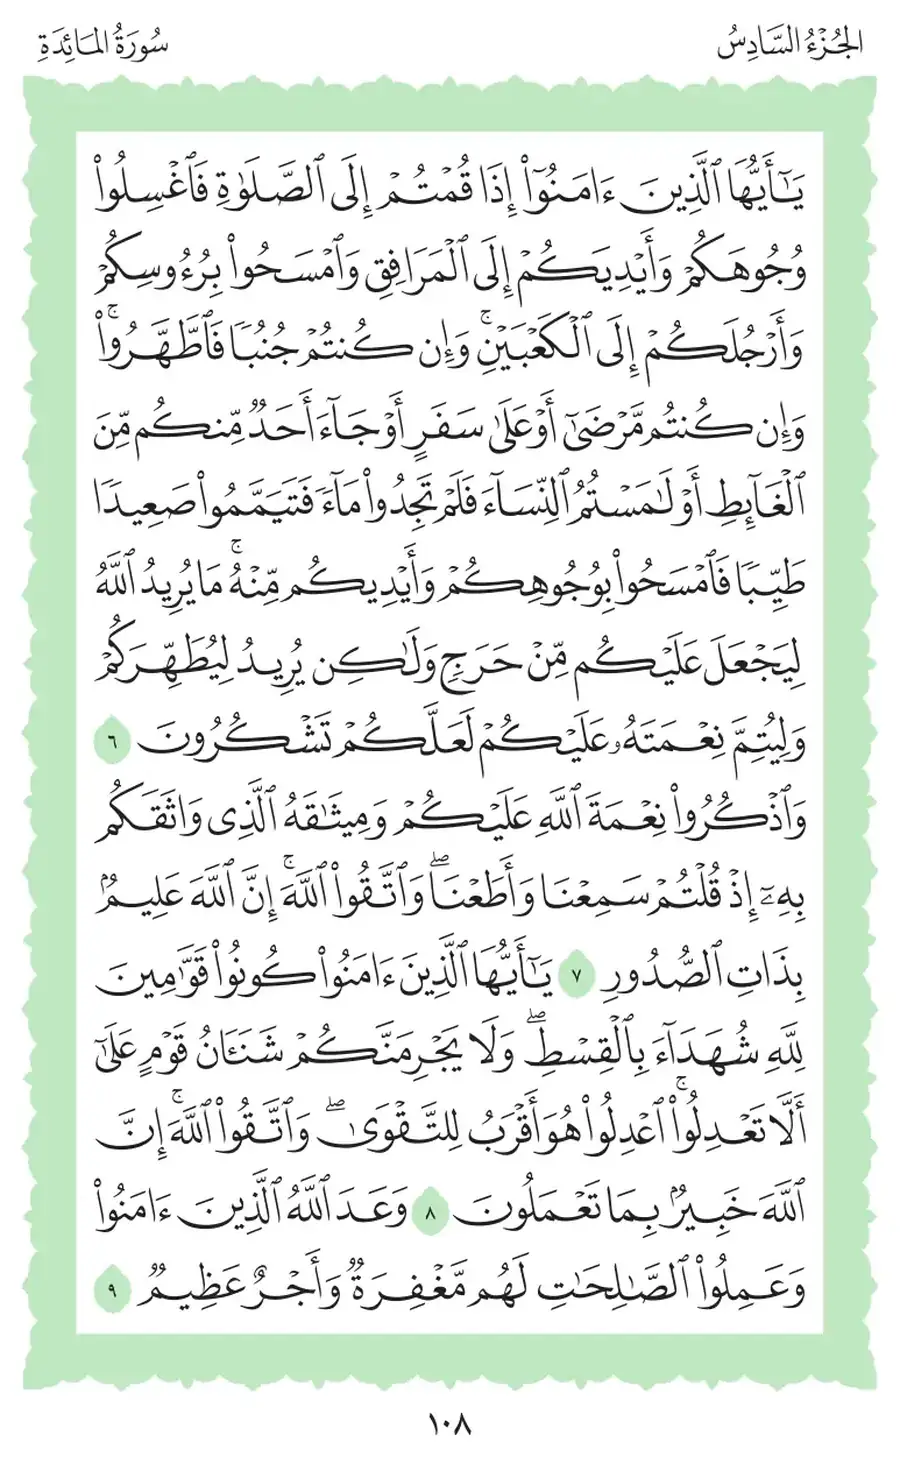 الجُزْءُ السَّادِسُ
سُورَةُ المَائِدَةِ
يَـٰٓأَيُّهَا ٱلَّذِينَ ءَامَنُوٓاْ إِذَا قُمۡتُمۡ إِلَى ٱلصَّلَوٰةِ فَٱغۡسِلُواْ
وُجُوهَكُمۡ وَأَيۡدِيَكُمۡ إِلَى ٱلۡمَرَافِقِ وَٱمۡسَحُواْ بِرُءُوسِكُمۡ
وَأَرۡجُلَكُمۡ إِلَى ٱلۡكَعۡبَيۡنِۚ وَإِن كُنتُمۡ جُنُبٗا فَٱطَّهَّرُواْۚ
وَإِن كُنتُم مَّرۡضَىٰٓ أَوۡ عَلَىٰ سَفَرٍ أَوۡ جَآءَ أَحَدٞ مِّنكُم مِّنَ
ٱلۡغَآئِطِ أَوۡ لَٰمَسۡتُمُ ٱلنِّسَآءَ فَلَمۡ تَجِدُواْ مَآءٗ فَتَيَمَّمُواْ صَعِيدٗا
طَيِّبٗا فَٱمۡسَحُواْ بِوُجُوهِكُمۡ وَأَيۡدِيكُم مِّنۡهُۚ مَا يُرِيدُ ٱللَّهُ
لِيَجۡعَلَ عَلَيۡكُم مِّنۡ حَرَجٖ وَلَٰكِن يُرِيدُ لِيُطَهِّرَكُمۡ
وَلِيُتِمَّ نِعۡمَتَهُۥ عَلَيۡكُمۡ لَعَلَّكُمۡ تَشۡكُرُونَ ٦
وَٱذۡكُرُواْ نِعۡمَةَ ٱللَّهِ عَلَيۡكُمۡ وَمِيثَٰقَهُ ٱلَّذِي وَاثَقَكُم
بِهِۦٓ إِذۡ قُلۡتُمۡ سَمِعۡنَا وَأَطَعۡنَاۖ وَٱتَّقُواْ ٱللَّهَۚ إِنَّ ٱللَّهَ عَلِيمُۢ
بِذَاتِ ٱلصُّدُورِ ٧ يَـٰٓأَيُّهَا ٱلَّذِينَ ءَامَنُواْ كُونُواْ قَوَّٰمِينَ
لِلَّهِ شُهَدَآءَ بِٱلۡقِسۡطِۖ وَلَا يَجۡرِمَنَّكُمۡ شَنَـَٔانُ قَوۡمٍ عَلَىٰٓ
أَلَّا تَعۡدِلُواْۚ ٱعۡدِلُواْ هُوَ أَقۡرَبُ لِلتَّقۡوَىٰۖ وَٱتَّقُواْ ٱللَّهَۚ إِنَّ
ٱللَّهَ خَبِيرُۢ بِمَا تَعۡمَلُونَ ٨ وَعَدَ ٱللَّهُ ٱلَّذِينَ ءَامَنُواْ
وَعَمِلُواْ ٱلصَّٰلِحَٰتِ لَهُم مَّغۡفِرَةٞ وَأَجۡرٌ عَظِيمٞ ٩
١٠٨